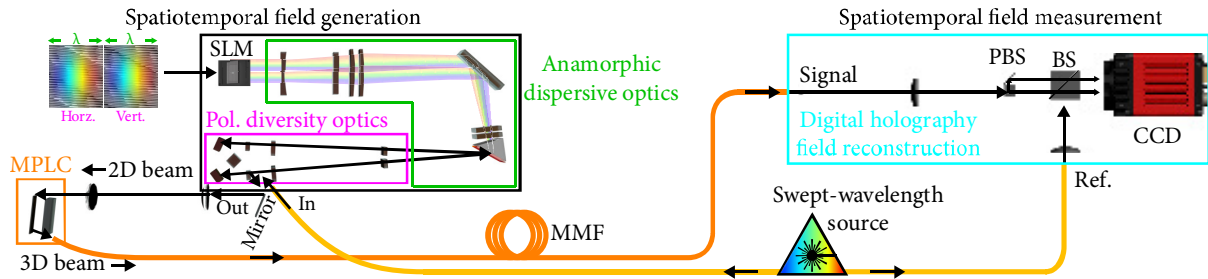 Spatiotemporal field generation
Spatiotemporal field measurement
λ λ
SLM
Horz. Vert.
Anamorphic
dispersive optics
Pol. diversity optics
MPLC
2D beam
Out
Mirror
In
3D beam
MMF
Swept-wavelength
source
Signal
PBS
BS
CCD
Digital holography
field reconstruction
Ref.